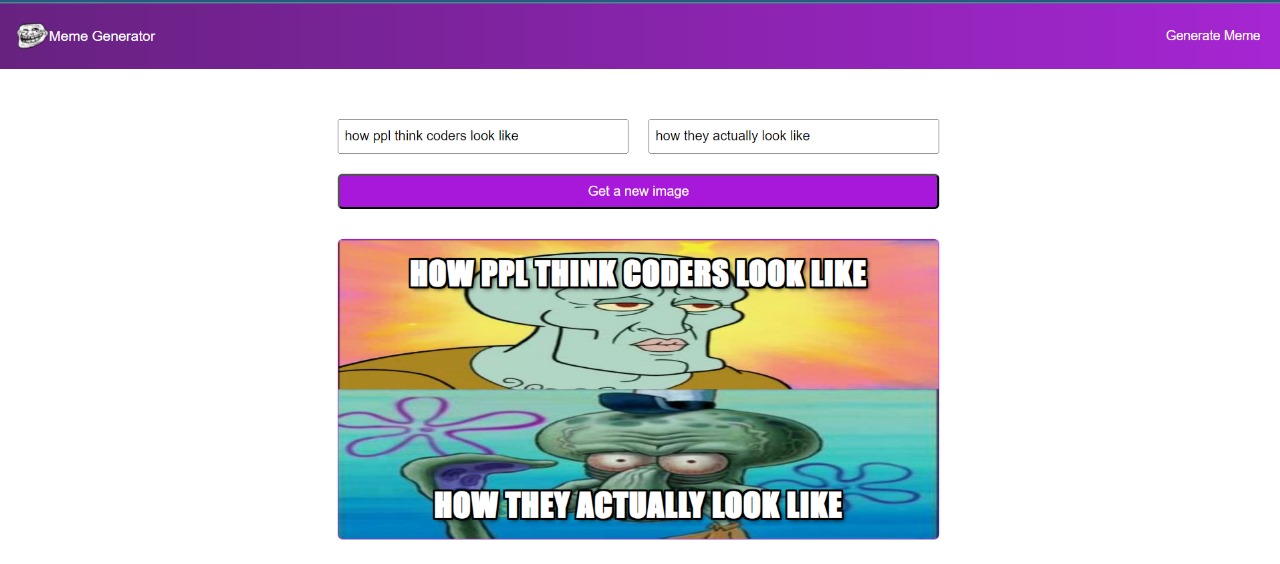 Meme Generator
Generate Meme
how ppl think coders look like
how they actually look like
Get a new image
HOW PPL THINK CODERS LOOK LIKE
HOW THEY ACTUALLY LOOK LIKE